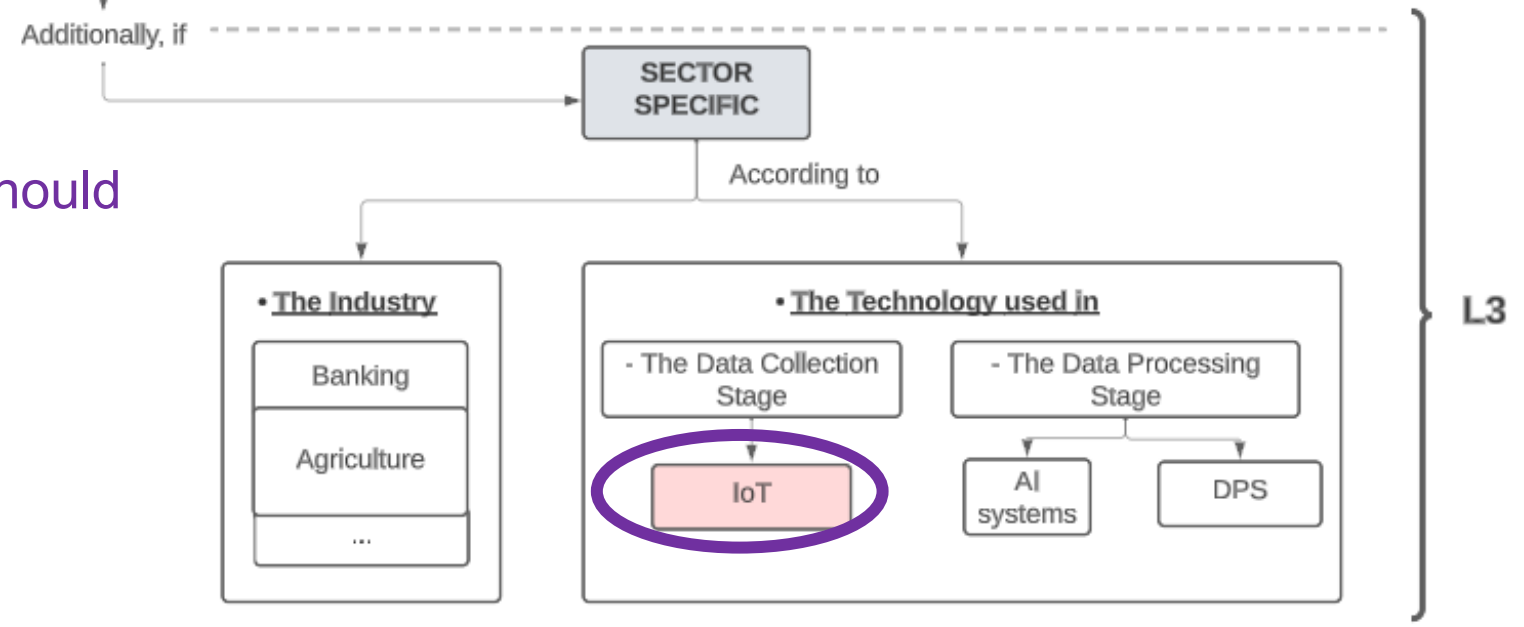 Additionally, if
SECTOR
SPECIFIC
According to
hould
• The Industry
Banking
Agriculture
...
• The Technology used in
- The Data Collection
Stage
IoT
- The Data Processing
Stage
AI
systems
DPS
L3